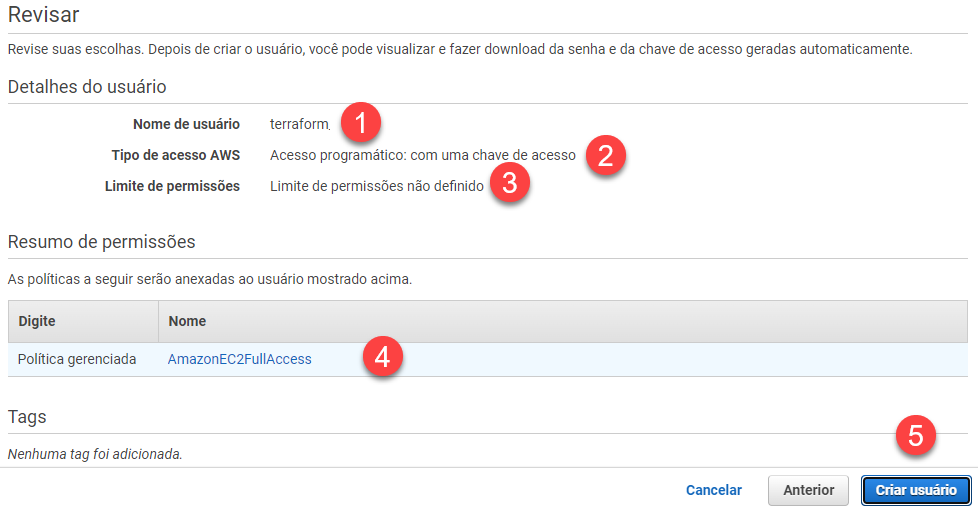 Revisar
Revise suas escolhas. Depois de criar o usuário, você pode visualizar e fazer download da senha e da chave de acesso geradas automaticamente.
Detalhes do usuário
Nome de usuário terraform 1
Tipo de acesso AWS Acesso programático: com uma chave de acesso 2
Limite de permissões Limite de permissões não definido 3
Resumo de permissões
As políticas a seguir serão anexadas ao usuário mostrado acima.
Digite Nome
Política gerenciada AmazonEC2FullAccess 4
Tags
5
Nenhuma tag foi adicionada.
Cancelar Anterior Criar usuário